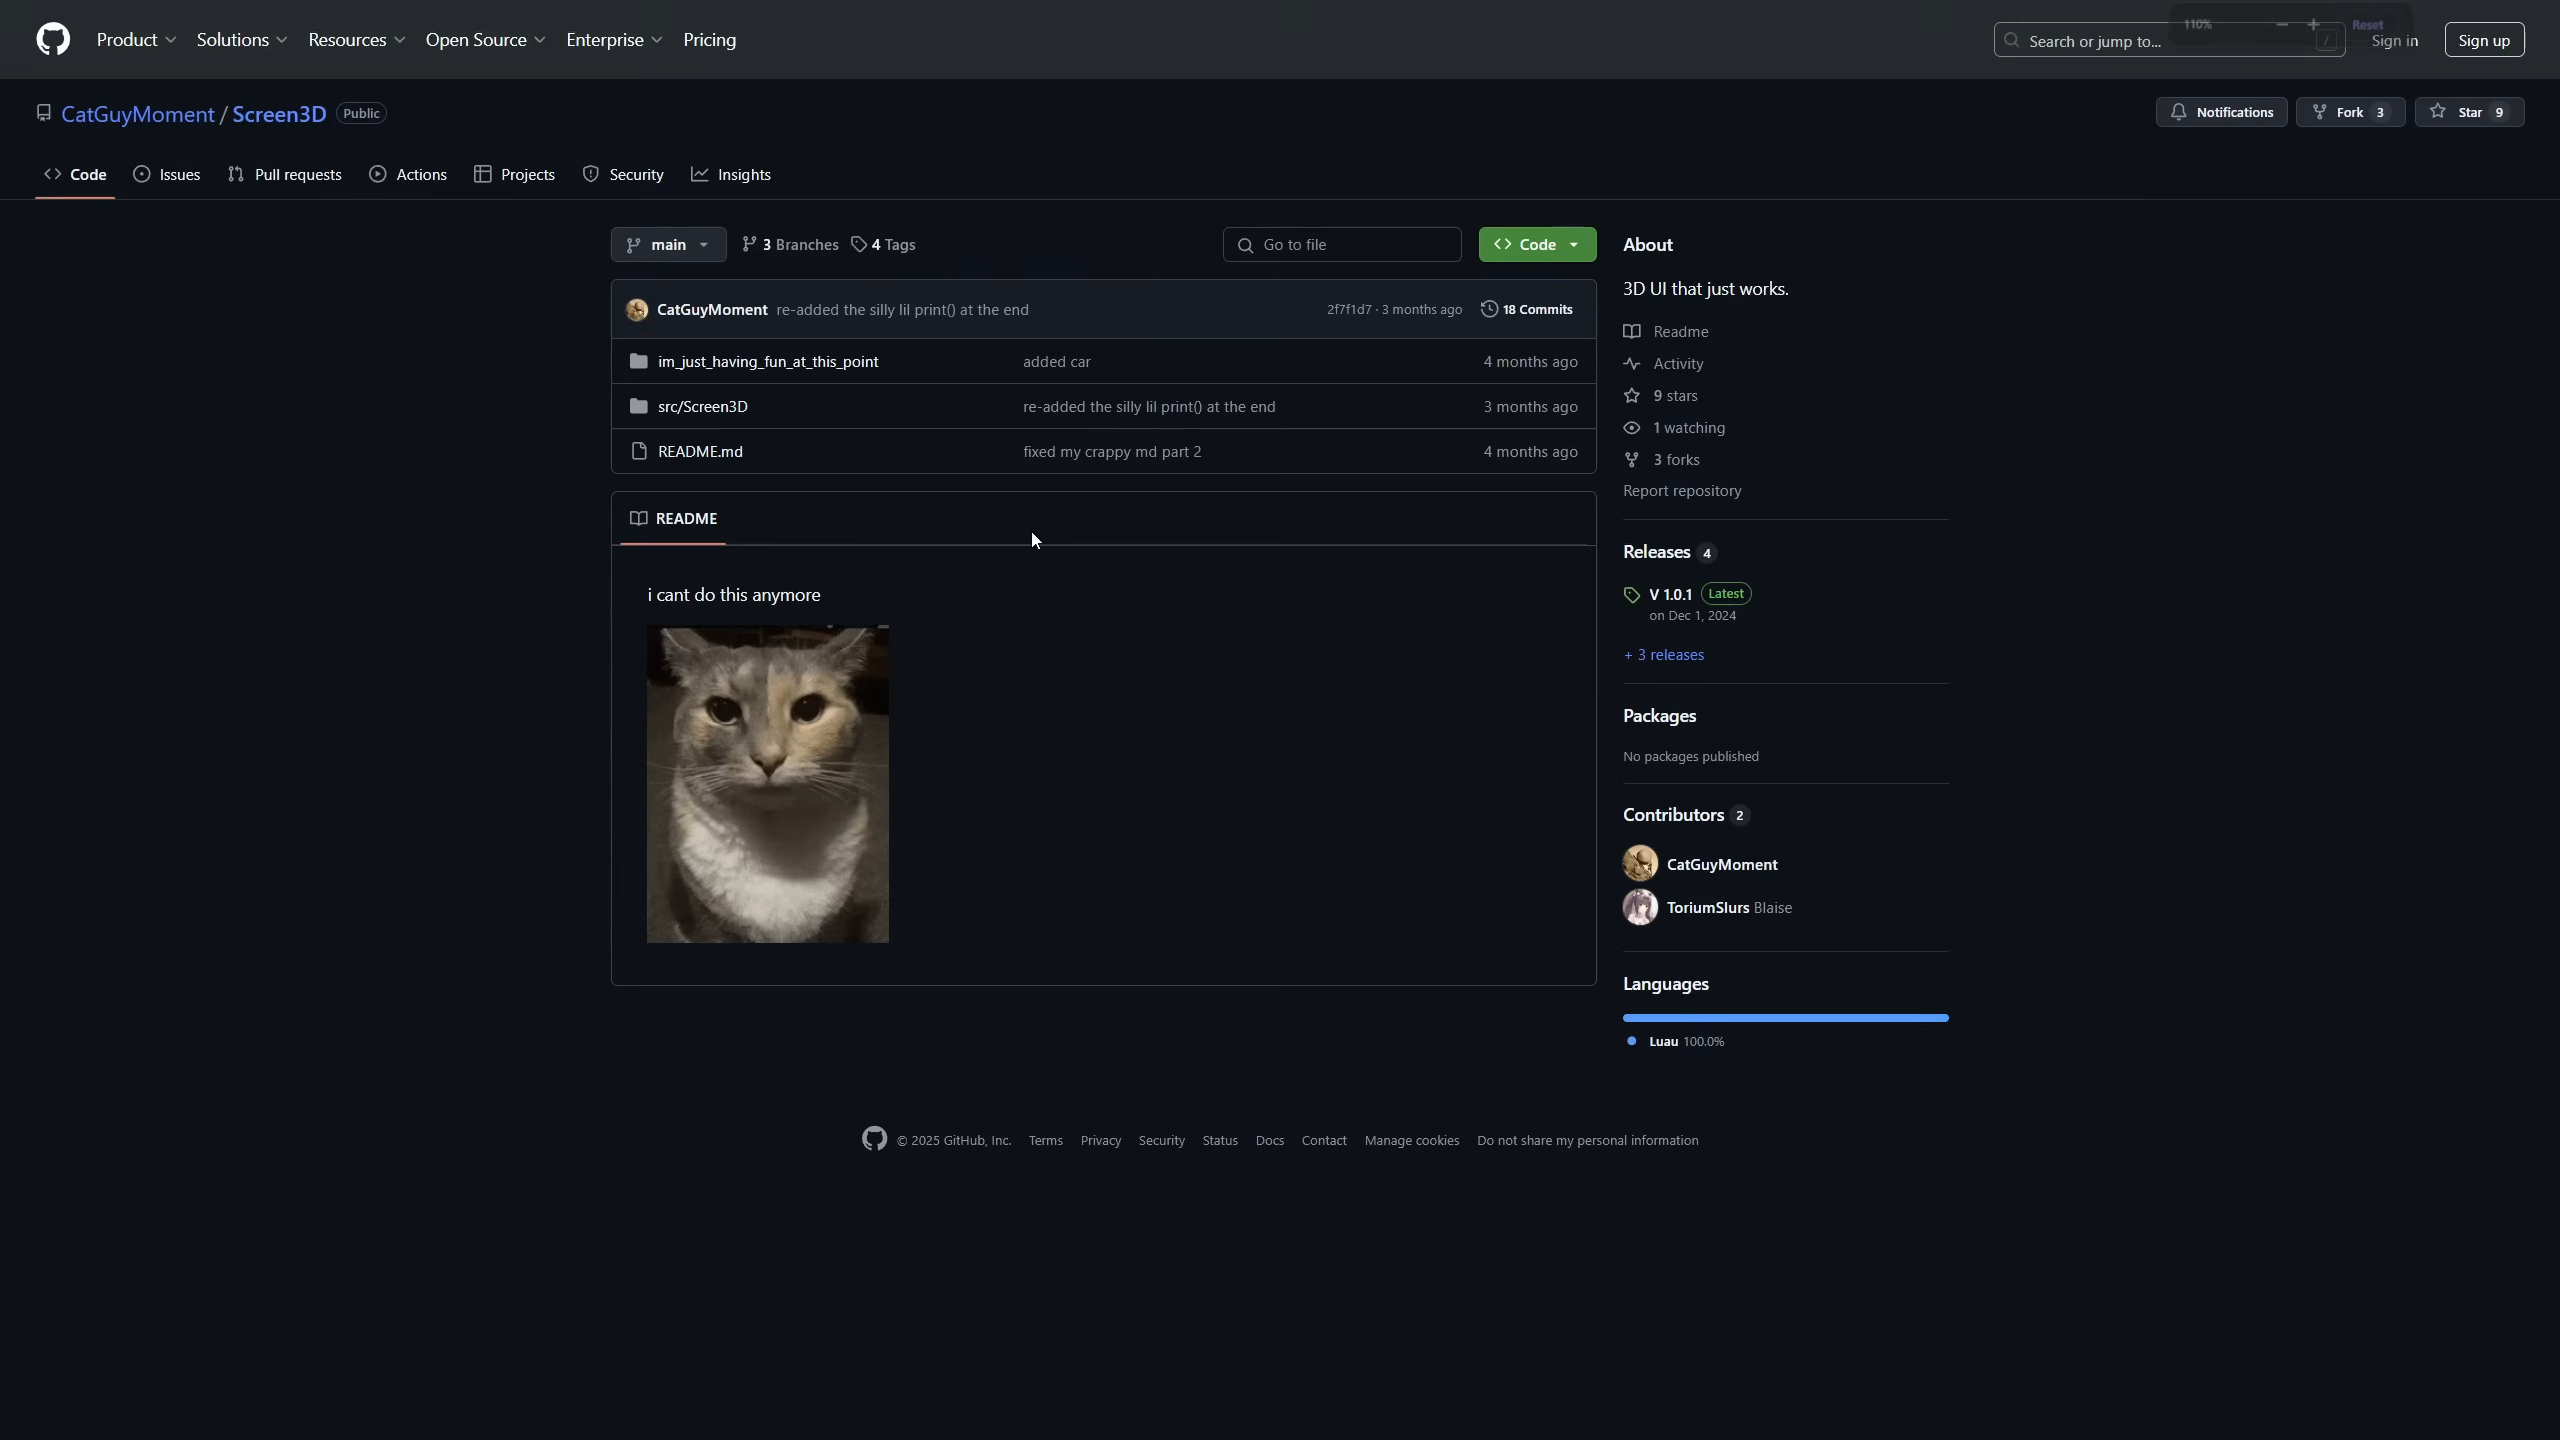 Product Solutions Resources Open Source Enterprise Pricing
Search or jump to... / Sign in Sign up
110% − + Reset
CatGuyMoment / Screen3D Public
Notifications Fork 3 Star 9
Code Issues Pull requests Actions Projects Security Insights
main 3 Branches 4 Tags Go to file Code
CatGuyMoment re-added the silly lil print() at the end 2f7f1d7 · 3 months ago 18 Commits
im_just_having_fun_at_this_point added car 4 months ago
src/Screen3D re-added the silly lil print() at the end 3 months ago
README.md fixed my crappy md part 2 4 months ago
README
i cant do this anymore
About
3D UI that just works.
Readme
Activity
9 stars
1 watching
3 forks
Report repository
Releases 4
V 1.0.1 Latest
on Dec 1, 2024
+ 3 releases
Packages
No packages published
Contributors 2
CatGuyMoment
ToriumSlurs Blaise
Languages
Luau 100.0%
© 2025 GitHub, Inc. Terms Privacy Security Status Docs Contact Manage cookies Do not share my personal information